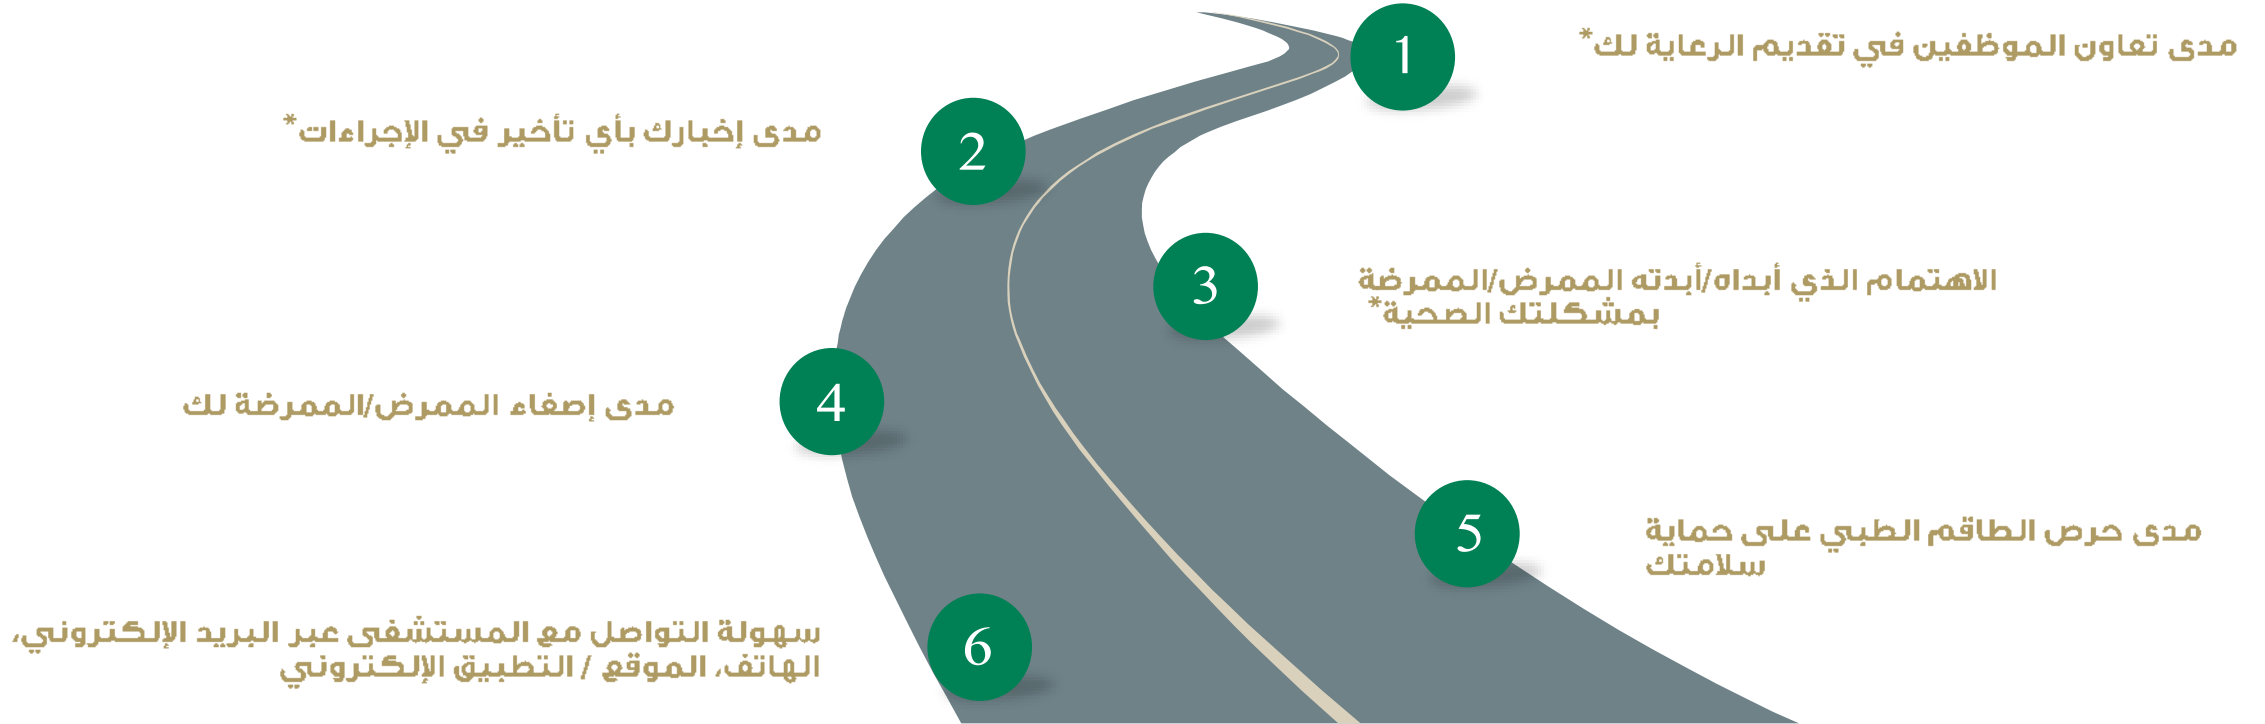 1
مدى تعاون الموظفين في تقديم الرعاية لك*
2
مدى إخبارك بأي تأخير في الإجراءات*
3
الاهتمام الذي أبداه/أبدته الممرض/الممرضة
بمشكلتك الصحية*
4
مدى إصغاء الممرض/الممرضة لك
5
مدى حرص الطاقم الطبي على حماية
سلامتك
6
سهولة التواصل مع المستشفى عبر البريد الإلكتروني،
الهاتف، الموقع / التطبيق الإلكتروني